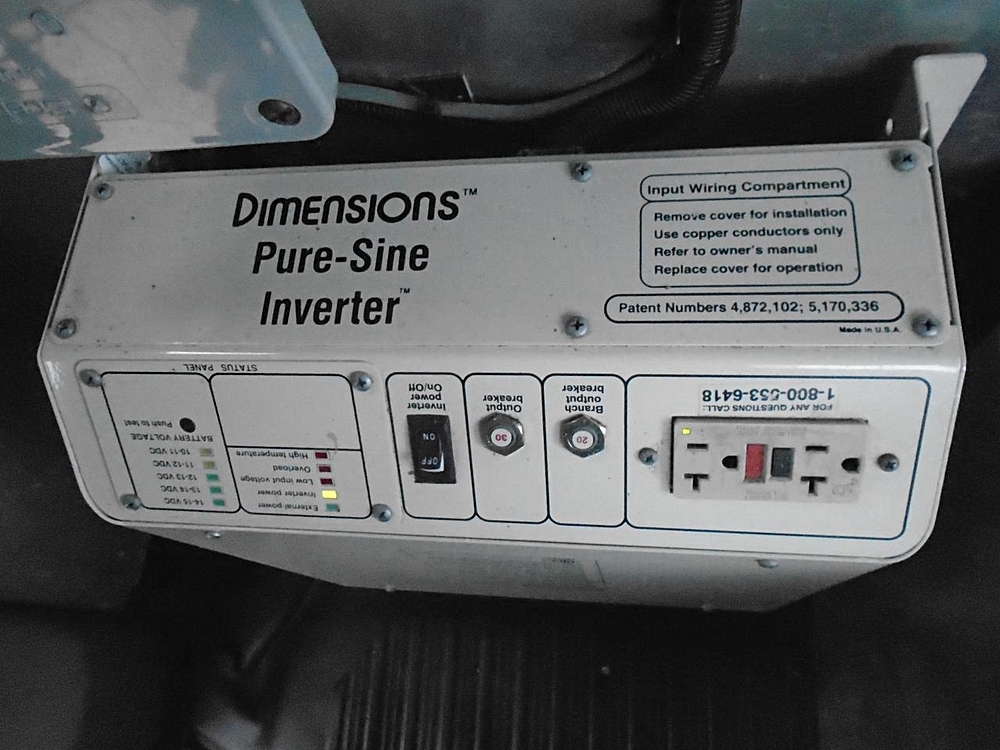 DIMENSIONS™
Pure-Sine
Inverter™
Input Wiring Compartment
Remove cover for installation
Use copper conductors only
Refer to owner's manual
Replace cover for operation
Patent Numbers 4,872,102; 5,170,336
Made in U.S.A.
STATUS PANEL
Push to test
BATTERY VOLTAGE
10-11 VDC
11-12 VDC
12-13 VDC
13-14 VDC
14-15 VDC
High temperature
Overload
Low input voltage
Inverter power
External power
Inverter
power
On/Off
ON
OFF
Output
breaker
30
Branch
output
breaker
20
FOR ANY QUESTIONS CALL:
1-800-553-6418